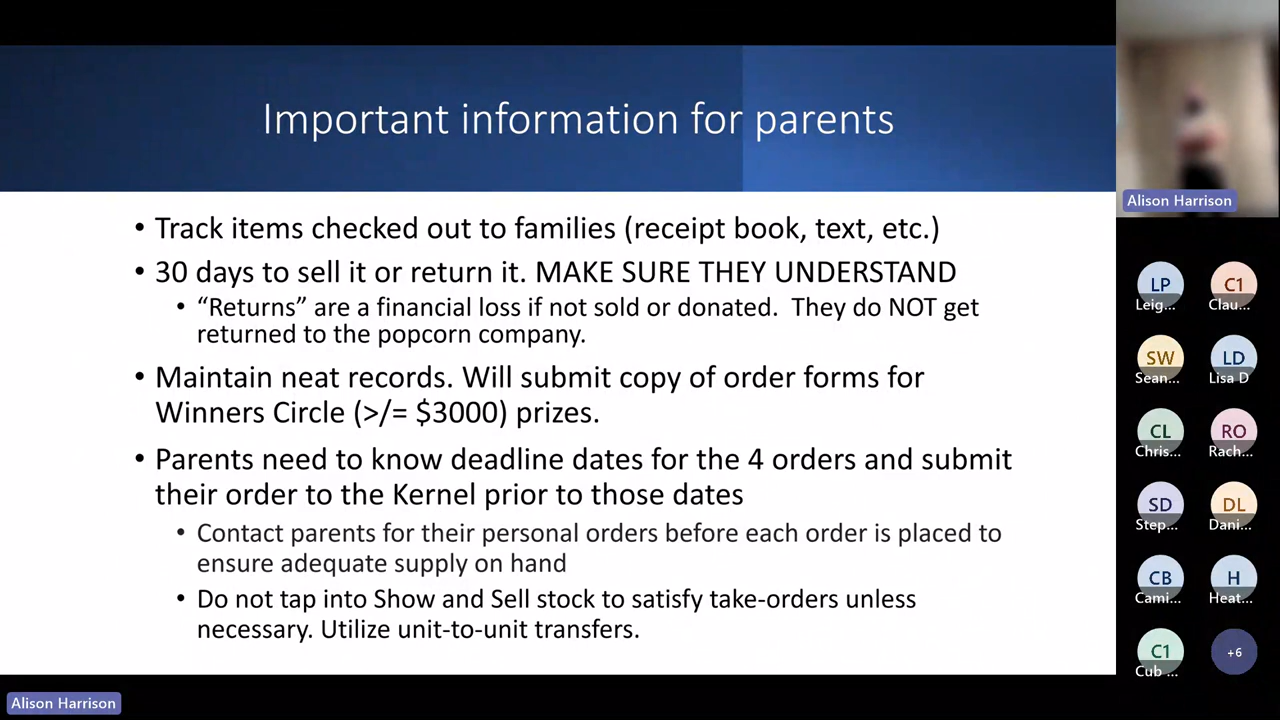 Important information for parents
• Track items checked out to families (receipt book, text, etc.)
• 30 days to sell it or return it. MAKE SURE THEY UNDERSTAND
• “Returns” are a financial loss if not sold or donated.  They do NOT get
returned to the popcorn company.
• Maintain neat records. Will submit copy of order forms for
Winners Circle (>/= $3000) prizes.
• Parents need to know deadline dates for the 4 orders and submit
their order to the Kernel prior to those dates
• Contact parents for their personal orders before each order is placed to
ensure adequate supply on hand
• Do not tap into Show and Sell stock to satisfy take-orders unless
necessary. Utilize unit-to-unit transfers.
Alison Harrison
Alison Harrison
LP
Leig...
C1
Clau...
SW
Sean...
LD
Lisa D
CL
Chris...
RO
Rach...
SD
Step...
DL
Dani...
CB
Cami...
H
Heat...
C1
Cub ...
+6